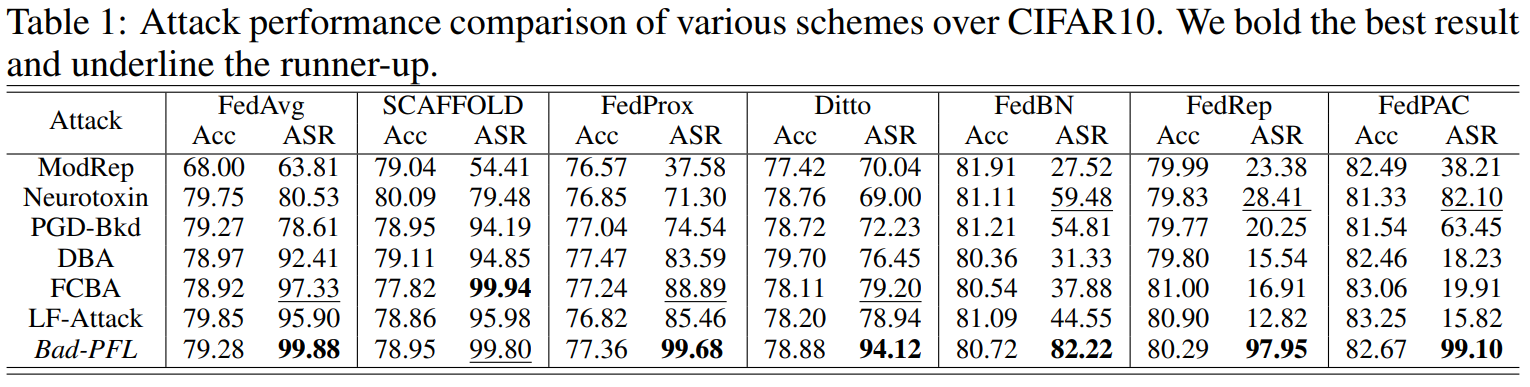 Table 1: Attack performance comparison of various schemes over CIFAR10. We bold the best result
and underline the runner-up.
Attack FedAvg SCAFFOLD FedProx Ditto FedBN FedRep FedPAC
Acc ASR Acc ASR Acc ASR Acc ASR Acc ASR Acc ASR Acc ASR
ModRep 68.00 63.81 79.04 54.41 76.57 37.58 77.42 70.04 81.91 27.52 79.99 23.38 82.49 38.21
Neurotoxin 79.75 80.53 80.09 79.48 76.85 71.30 78.76 69.00 81.11 59.48 79.83 28.41 81.33 82.10
PGD-Bkd 79.27 78.61 78.95 94.19 77.04 74.54 78.72 72.23 81.21 54.81 79.77 20.25 81.54 63.45
DBA 78.97 92.41 79.11 94.85 77.47 83.59 79.70 76.45 80.36 31.33 79.80 15.54 82.46 18.23
FCBA 78.92 97.33 77.82 99.94 77.24 88.89 78.11 79.20 80.54 37.88 81.00 16.91 83.06 19.91
LF-Attack 79.85 95.90 78.86 95.98 76.82 85.46 78.20 78.94 81.09 44.55 80.90 12.82 83.25 15.82
Bad-PFL 79.28 99.88 78.95 99.80 77.36 99.68 78.88 94.12 80.72 82.22 80.29 97.95 82.67 99.10